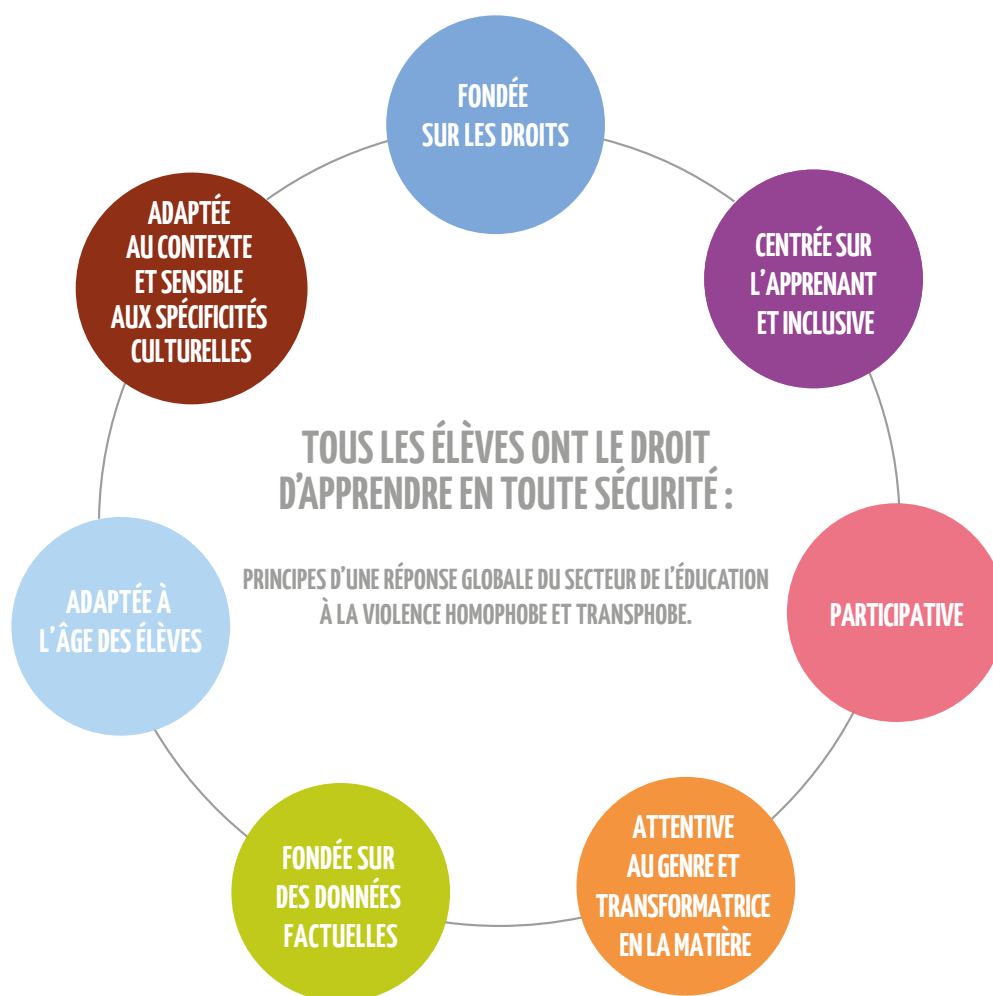 FONDÉE
SUR LES DROITS
CENTRÉE SUR
L'APPRENANT
ET INCLUSIVE
PARTICIPATIVE
ATTENTIVE
AU GENRE ET
TRANSFORMATRICE
EN LA MATIÈRE
FONDÉE SUR
DES DONNÉES
FACTUELLES
ADAPTÉE À
L'ÂGE DES ÉLÈVES
ADAPTÉE
AU CONTEXTE
ET SENSIBLE
AUX SPÉCIFICITÉS
CULTURELLES
TOUS LES ÉLÈVES ONT LE DROIT
D'APPRENDRE EN TOUTE SÉCURITÉ :
PRINCIPES D'UNE RÉPONSE GLOBALE DU SECTEUR DE L'ÉDUCATION
À LA VIOLENCE HOMOPHOBE ET TRANSPHOBE.